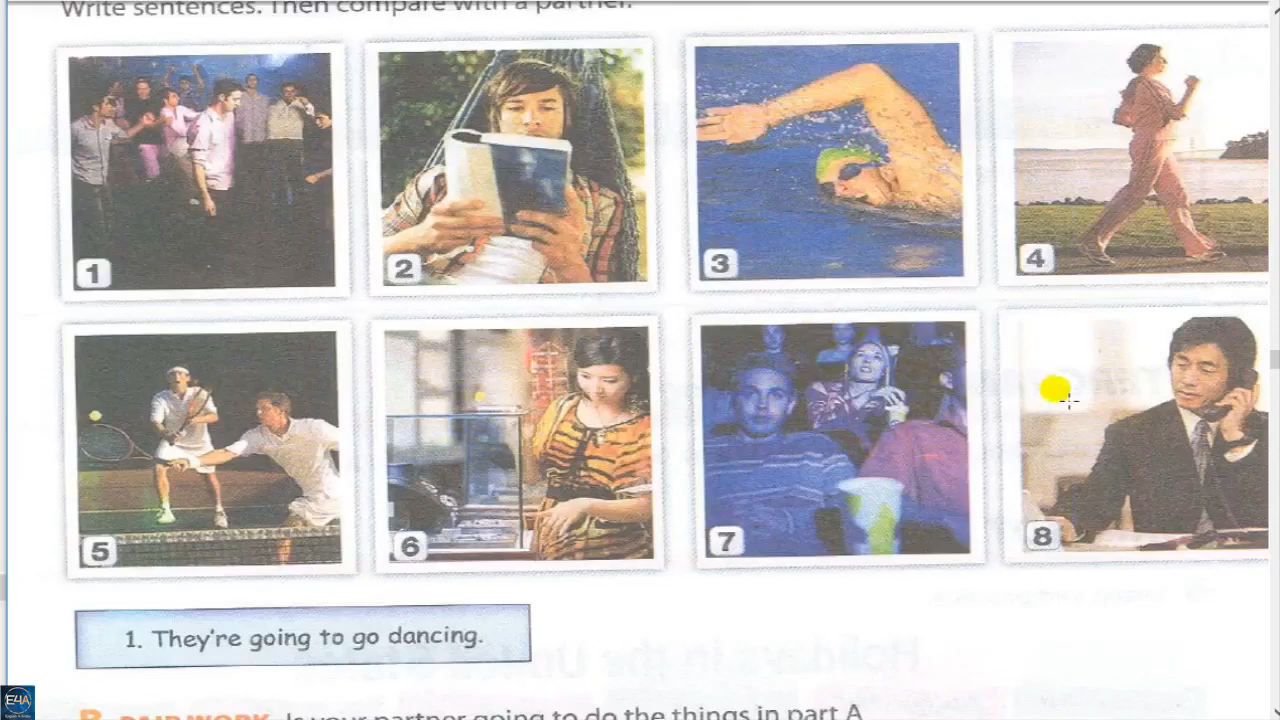 Write sentences. Then compare with a partner.
1
2
3
4
5
6
7
8
1. They're going to go dancing.
E4A
B PAIR WORK Is your partner going to do the things in part A